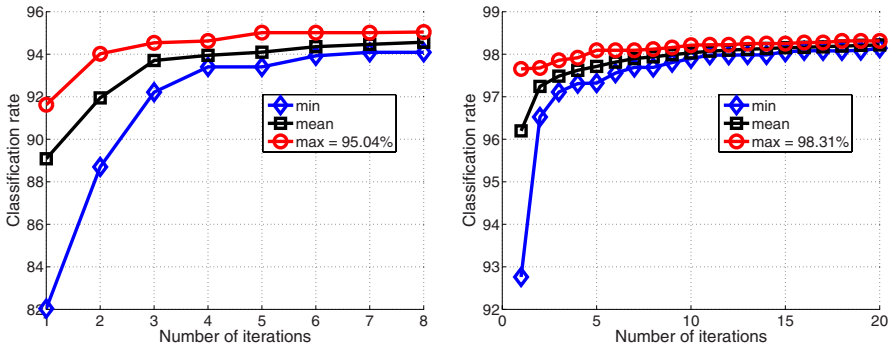 96
94
92
90
88
86
84
82
Classification rate
min
mean
max = 95.04%
1 2 3 4 5 6 7 8
Number of iterations
99
98
97
96
95
94
93
92
Classification rate
min
mean
max = 98.31%
0 5 10 15 20
Number of iterations